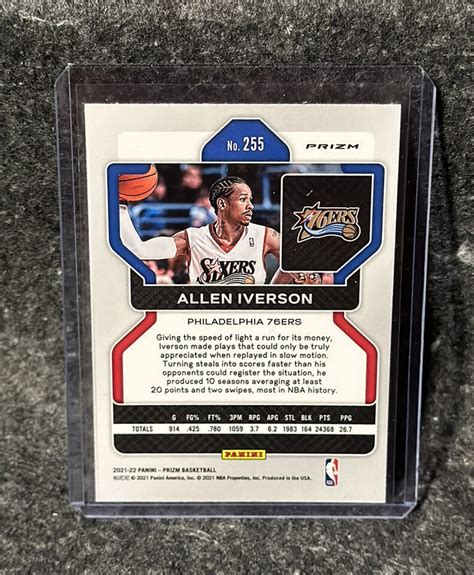 No. 255
PRIZM
76ERS
SIXERS
ALLEN IVERSON
PHILADELPHIA 76ERS
Giving the speed of light a run for its money,
Iverson made plays that could only be truly
appreciated when replayed in slow motion.
Turning steals into scores faster than his
opponents could register the situation, he
produced 10 seasons averaging at least
20 points and two swipes, most in NBA history.
G FG% FT% 3PM RPG APG STL BLK PTS PPG
TOTALS 914 .425 .780 1059 3.7 6.2 1983 164 24368 26.7
PANINI
2021-22 PANINI – PRIZM BASKETBALL
© 2021 Panini America, Inc. © 2021 NBA Properties, Inc. Produced in the USA.